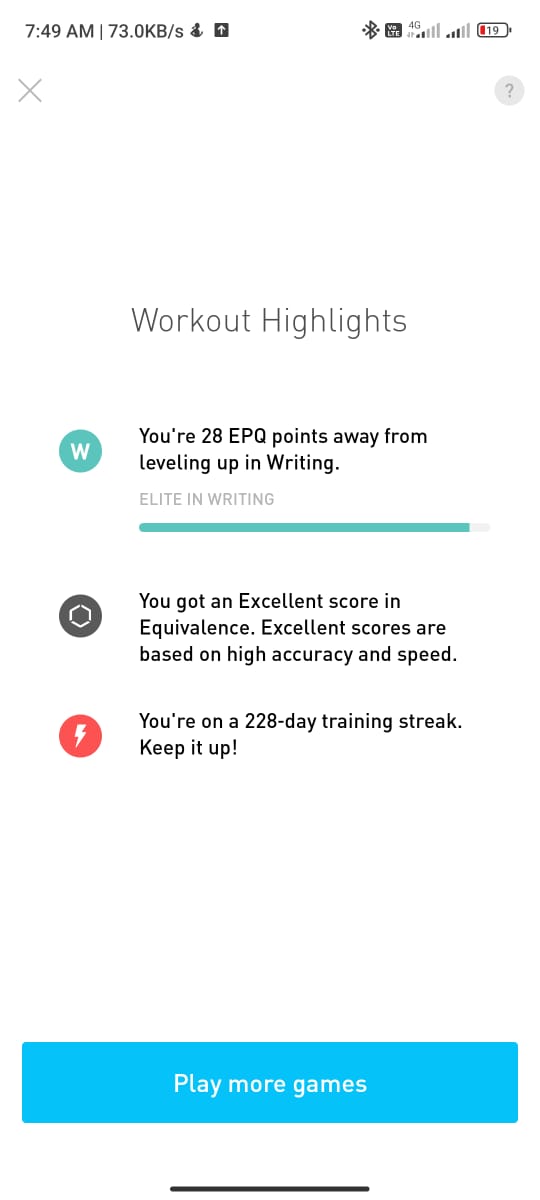 7:49 AM | 73.0KB/s
Vo
LTE
4G
19
?
Workout Highlights
W
You're 28 EPQ points away from
leveling up in Writing.
ELITE IN WRITING
You got an Excellent score in
Equivalence. Excellent scores are
based on high accuracy and speed.
You're on a 228-day training streak.
Keep it up!
Play more games